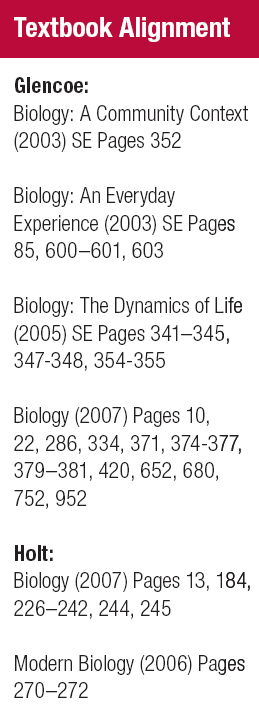 Textbook Alignment
Glencoe:
Biology: A Community Context
(2003) SE Pages 352
Biology: An Everyday
Experience (2003) SE Pages
85, 600–601, 603
Biology: The Dynamics of Life
(2005) SE Pages 341–345,
347-348, 354-355
Biology (2007) Pages 10,
22, 286, 334, 371, 374-377,
379–381, 420, 652, 680,
752, 952
Holt:
Biology (2007) Pages 13, 184,
226–242, 244, 245
Modern Biology (2006) Pages
270–272